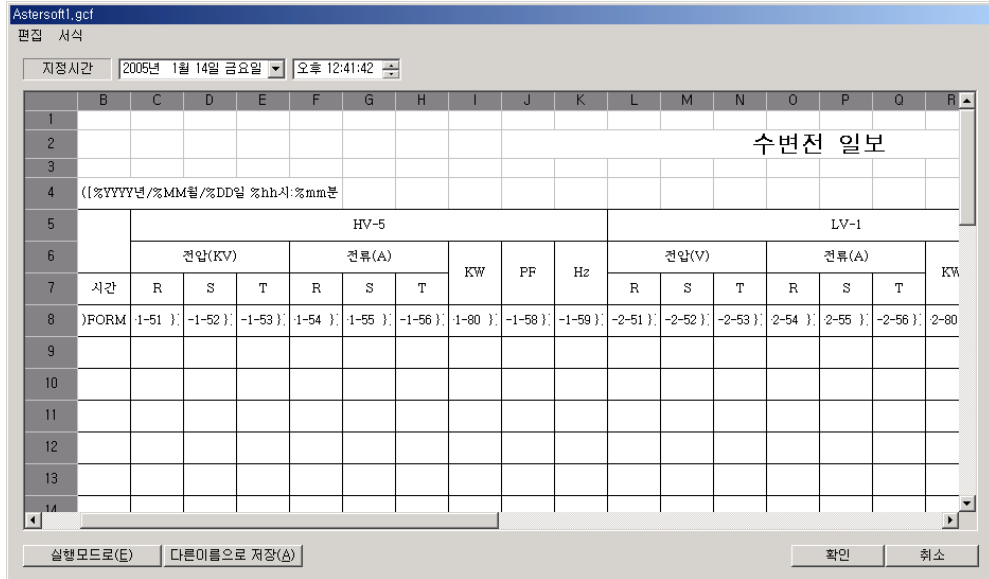 Astersoft1.gcf
편집 서식
지정시간 2005년 1월 14일 금요일 오후 12:41:42
B C D E F G H I J K L M N O P Q R
1
2 수변전 일보
3
4 ([%YYYY년/%MM월/%DD일 %hh시:%mm분
5 HV-5 LV-1
6 전압(KV) 전류(A) KW PF Hz 전압(V) 전류(A) KW
7 시간 R S T R S T R S T R S T
8 )FORM -1-51 }] -1-52 }] -1-53 }] -1-54 }] -1-55 }] -1-56 }] -1-80 }] -1-58 }] -1-59 }] -2-51 }] -2-52 }] -2-53 }] -2-54 }] -2-55 }] -2-56 }] -2-80
9
10
11
12
13
14
실행모드로(E) 다른이름으로 저장(A) 확인 취소